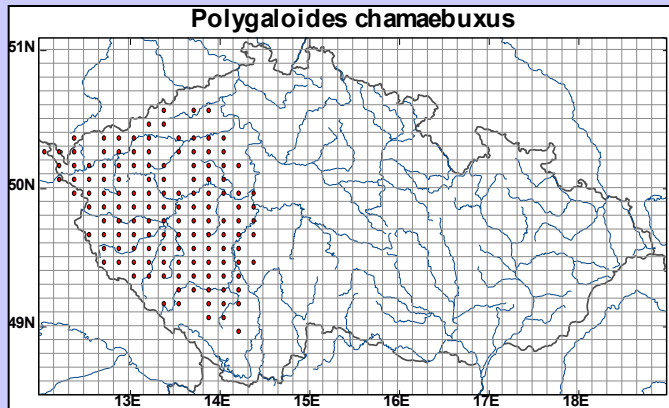 Polygaloides chamaebuxus
51N
50N
49N
13E 14E 15E 16E 17E 18E